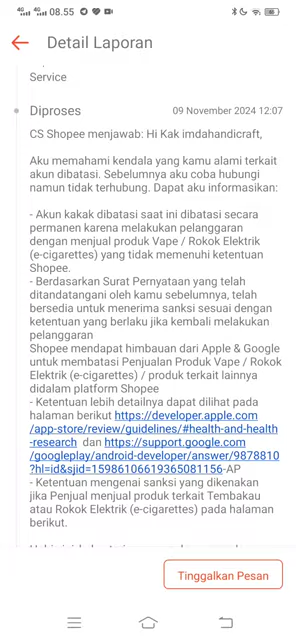 4G 4G 08.55
Detail Laporan
Service
Diproses 09 November 2024 12:07
CS Shopee menjawab: Hi Kak imdahandicraft,
Aku memahami kendala yang kamu alami terkait
akun dibatasi. Sebelumnya aku coba hubungi
namun tidak terhubung. Dapat aku informasikan:
- Akun kakak dibatasi saat ini dibatasi secara
permanen karena melakukan pelanggaran
dengan menjual produk Vape / Rokok Elektrik
(e-cigarettes) yang tidak memenuhi ketentuan
Shopee.
- Berdasarkan Surat Pernyataan yang telah
ditandatangani oleh kamu sebelumnya, telah
bersedia untuk menerima sanksi sesuai dengan
ketentuan yang berlaku jika kembali melakukan
pelanggaran
Shopee mendapat himbauan dari Apple & Google
untuk membatasi Penjualan Produk Vape / Rokok
Elektrik (e-cigarettes) / produk terkait lainnya
didalam platform Shopee
- Ketentuan lebih detailnya dapat dilihat pada
halaman berikut https://developer.apple.com
/app-store/review/guidelines/#health-and-health
-research dan https://support.google.com
/googleplay/android-developer/answer/9878810
?hl=id&sjid=15986106619365081156-AP
- Ketentuan mengenai sanksi yang dikenakan
jika Penjual menjual produk terkait Tembakau
atau Rokok Elektrik (e-cigarettes) pada halaman
berikut.
Tinggalkan Pesan